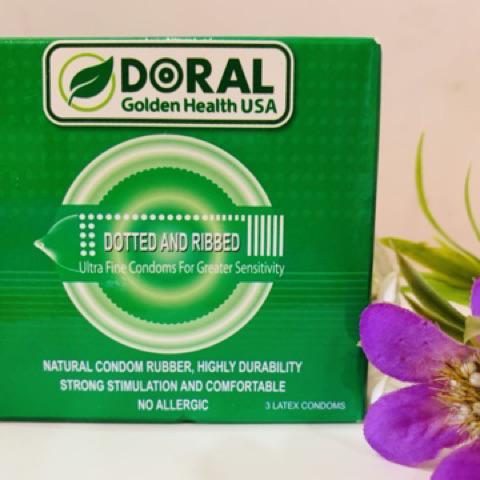 DORAL
Golden Health USA
DOTTED AND RIBBED
Ultra Fine Condoms For Greater Sensitivity
NATURAL CONDOM RUBBER, HIGHLY DURABILITY
STRONG STIMULATION AND COMFORTABLE
NO ALLERGIC
3 LATEX CONDOMS